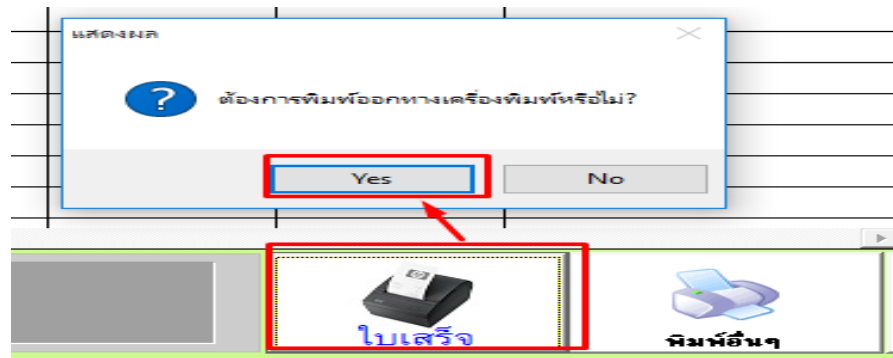 แสดงผล
ต้องการพิมพ์ออกทางเครื่องพิมพ์หรือไม่?
Yes
No
ใบเสร็จ
พิมพ์อื่นๆ